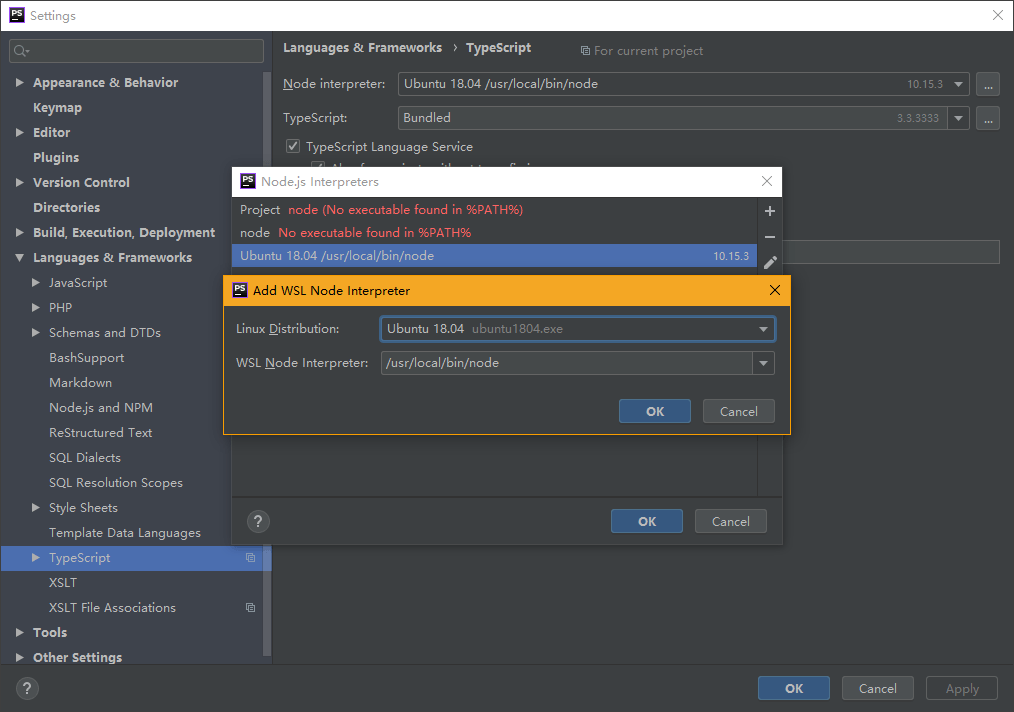 PS Settings
Appearance & Behavior
Keymap
Editor
Plugins
Version Control
Directories
Build, Execution, Deployment
Languages & Frameworks
JavaScript
PHP
Schemas and DTDs
BashSupport
Markdown
Node.js and NPM
ReStructured Text
SQL Dialects
SQL Resolution Scopes
Style Sheets
Template Data Languages
TypeScript
XSLT
XSLT File Associations
Tools
Other Settings
Languages & Frameworks › TypeScript For current project
Node interpreter: Ubuntu 18.04 /usr/local/bin/node 10.15.3 ...
TypeScript: Bundled 3.3.3333 ...
TypeScript Language Service
PS Node.js Interpreters
Project node (No executable found in %PATH%)
node No executable found in %PATH%
Ubuntu 18.04 /usr/local/bin/node 10.15.3
PS Add WSL Node Interpreter
Linux Distribution: Ubuntu 18.04 ubuntu1804.exe
WSL Node Interpreter: /usr/local/bin/node
OK Cancel
? OK Cancel
? OK Cancel Apply